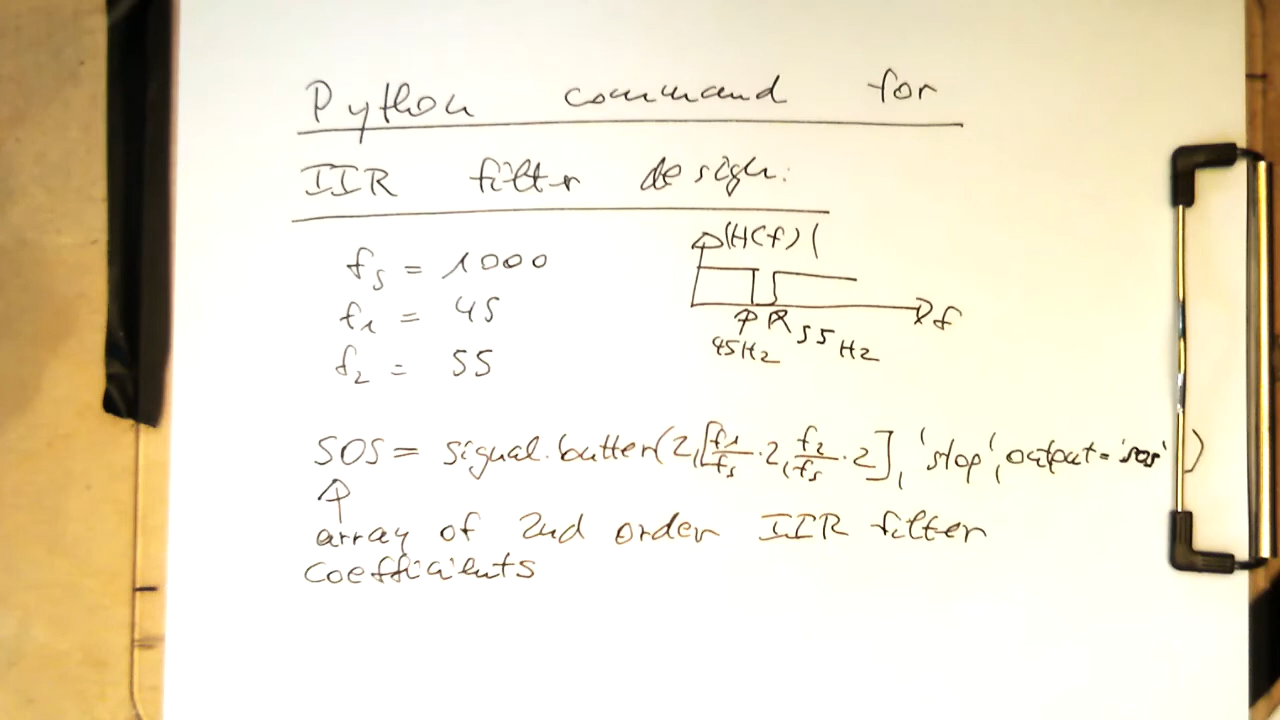 Python command for
IIR filter design:
fs = 1000
f1 = 45
f2 = 55
|H(f)|
f
45Hz
55Hz
SOS = signal.butter(2,[f1/fs·2, f2/fs·2], 'stop', output='sos')
array of 2nd order IIR filter
coefficients